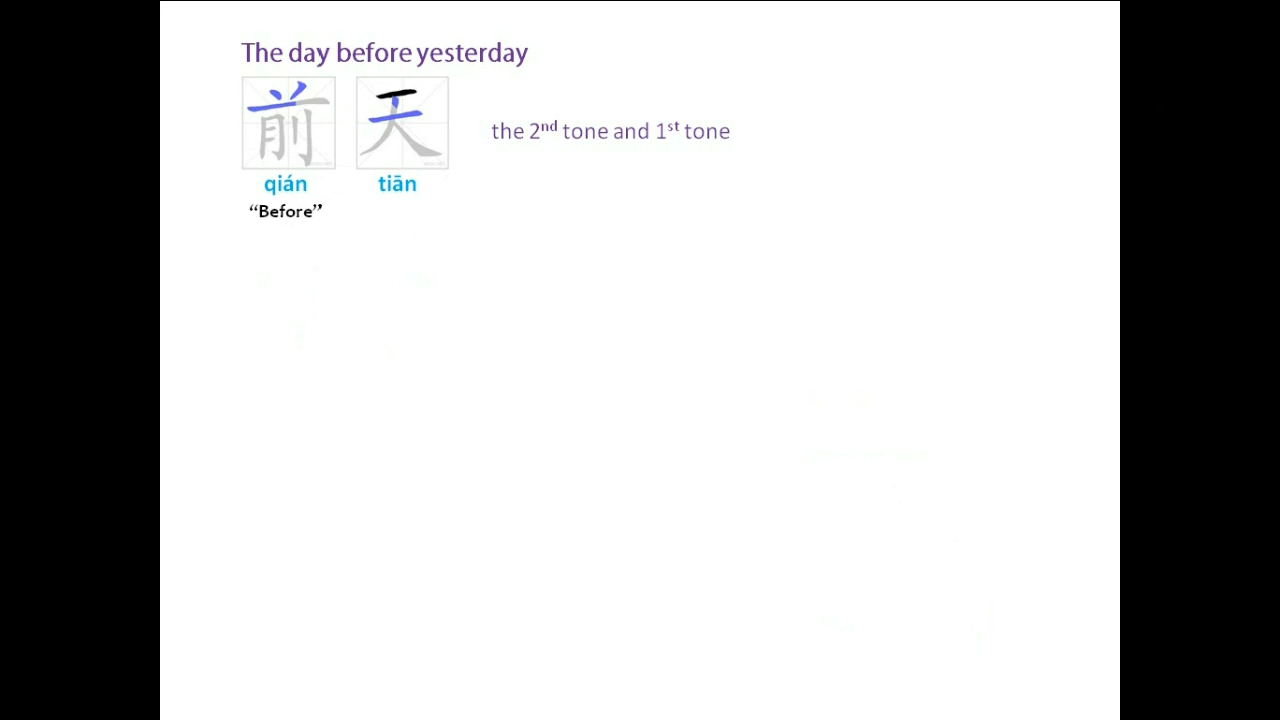 The day before yesterday
前 天
the 2nd tone and 1st tone
qián tiān
“Before”